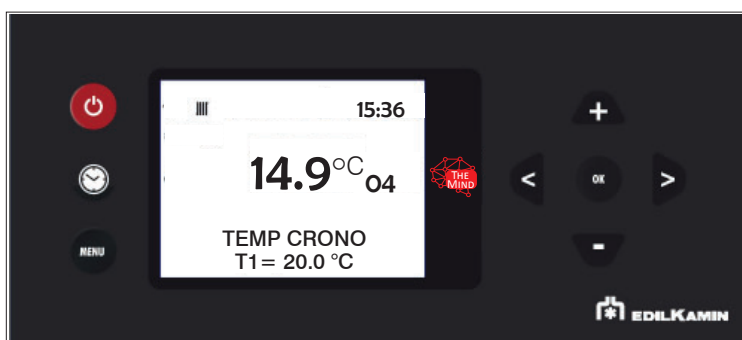 15:36
14.9°C
04
THE
MIND
TEMP CRONO
T1= 20.0 °C
MENU
+
<
OK
>
-
EDILKAMIN